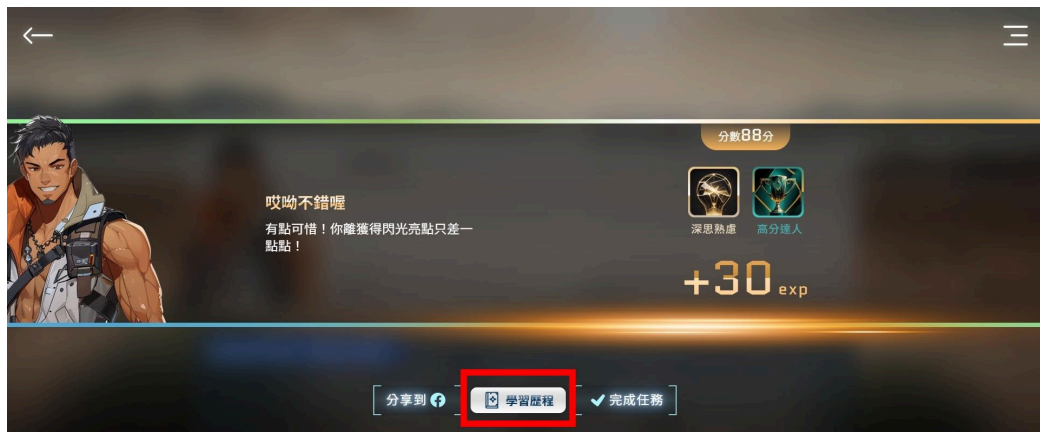 分數88分
哎呦不錯喔
有點可惜！你離獲得閃光亮點只差一
點點！
深思熟慮 高分達人
+30 exp
分享到 學習歷程 完成任務